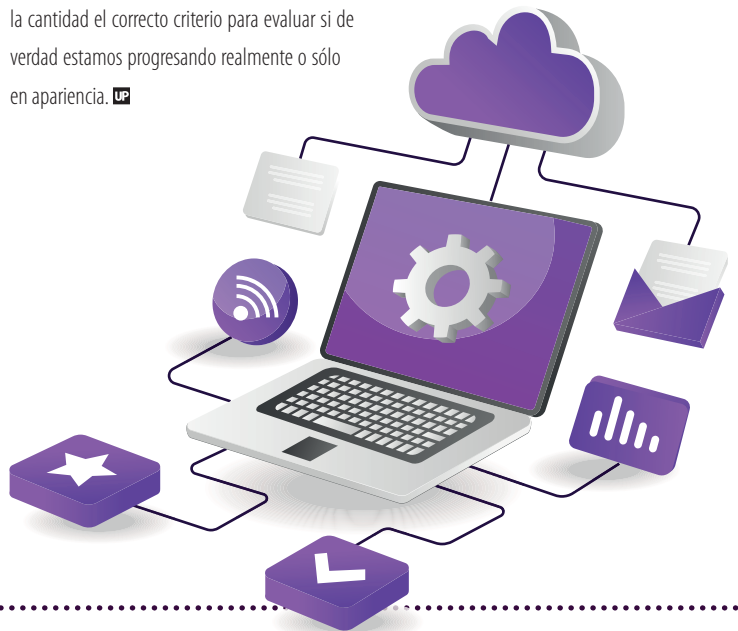 la cantidad el correcto criterio para evaluar si de
verdad estamos progresando realmente o sólo
en apariencia. UP